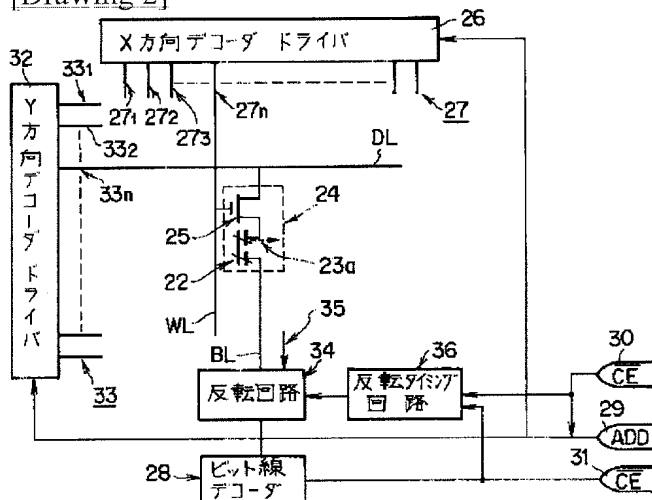 [Drawing 2]
X方向デコーダ ドライバ
26
32
33₁
33₂
33n
33
Y方向デコーダドライバ
27₁
27₂
27₃
27n
27
DL
24
25
23a
22
WL
BL
35
34
反転回路
36
反転タイミング
回路
30
C̅E̅
29
ADD
31
C̅E̅
28
ビット線
デコーダ